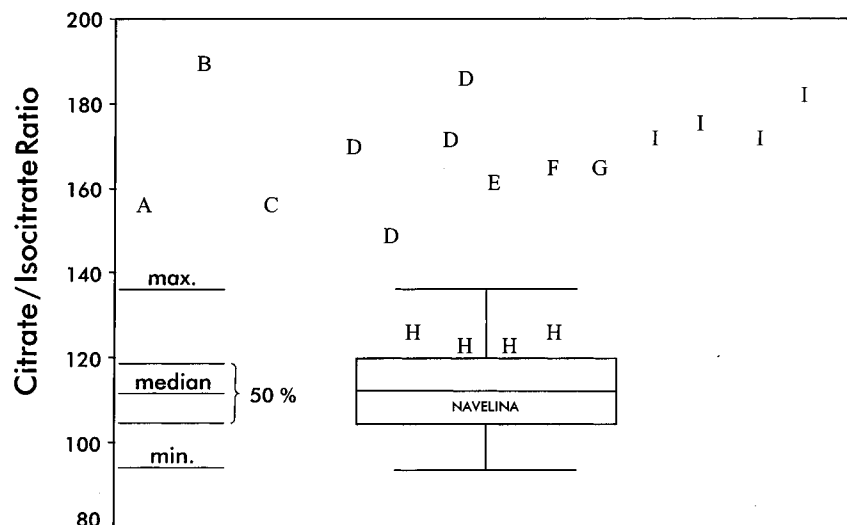 200
B
D
180
I
I
D
I
I
D
F
G
160
E
A
C
D
Citrate/Isocitrate Ratio
140
max.
H
H
H
H
120
median
50 %
NAVELINA
100
min.
80